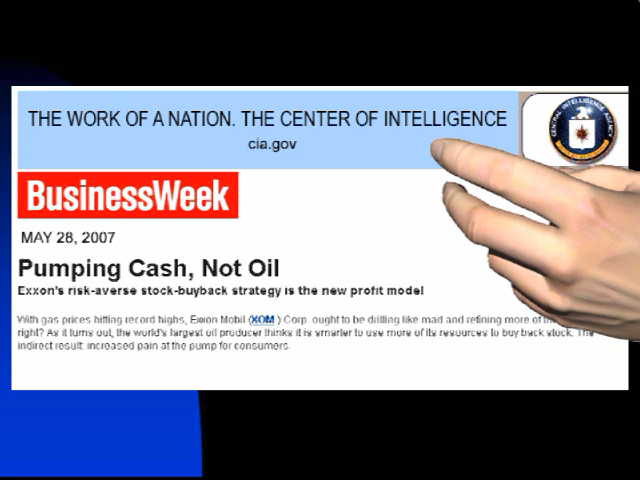 THE WORK OF A NATION. THE CENTER OF INTELLIGENCE
cia.gov
CENTRAL INTELLIGENCE AGENCY
BusinessWeek
MAY 28, 2007
Pumping Cash, Not Oil
Exxon's risk-averse stock-buyback strategy is the new profit model
With gas prices hitting record highs, Exxon Mobil (XOM ) Corp. ought to be drilling like mad and refining more of
right? As it turns out, the world's largest oil producer thinks it is smarter to use more of its resources to buy back stock. The
indirect result: increased pain at the pump for consumers.